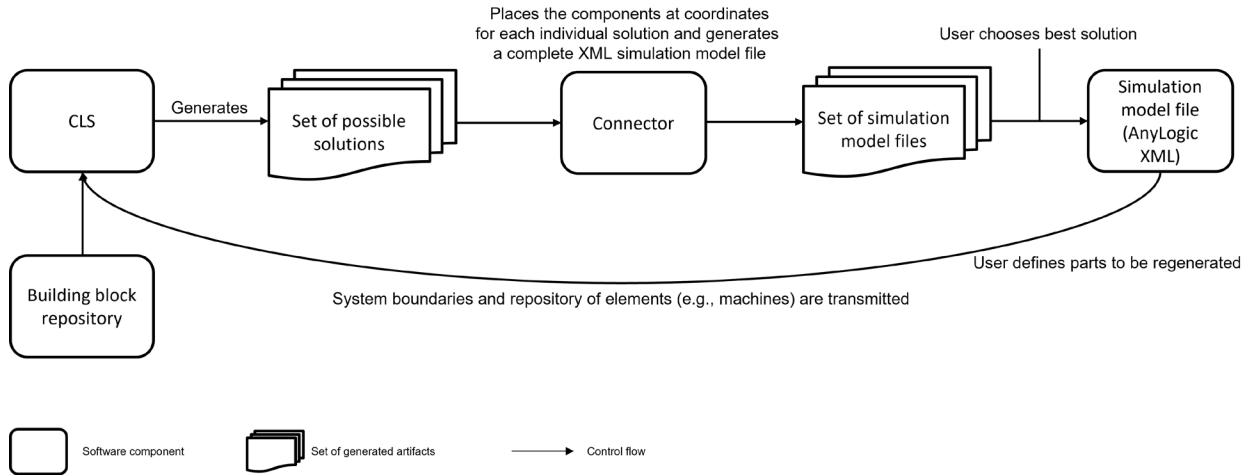 Places the components at coordinates
for each individual solution and generates
a complete XML simulation model file
User chooses best solution
CLS
Generates
Set of possible
solutions
Connector
Set of simulation
model files
Simulation
model file
(AnyLogic
XML)
User defines parts to be regenerated
Building block
repository
System boundaries and repository of elements (e.g., machines) are transmitted
Software component
Set of generated artifacts
Control flow